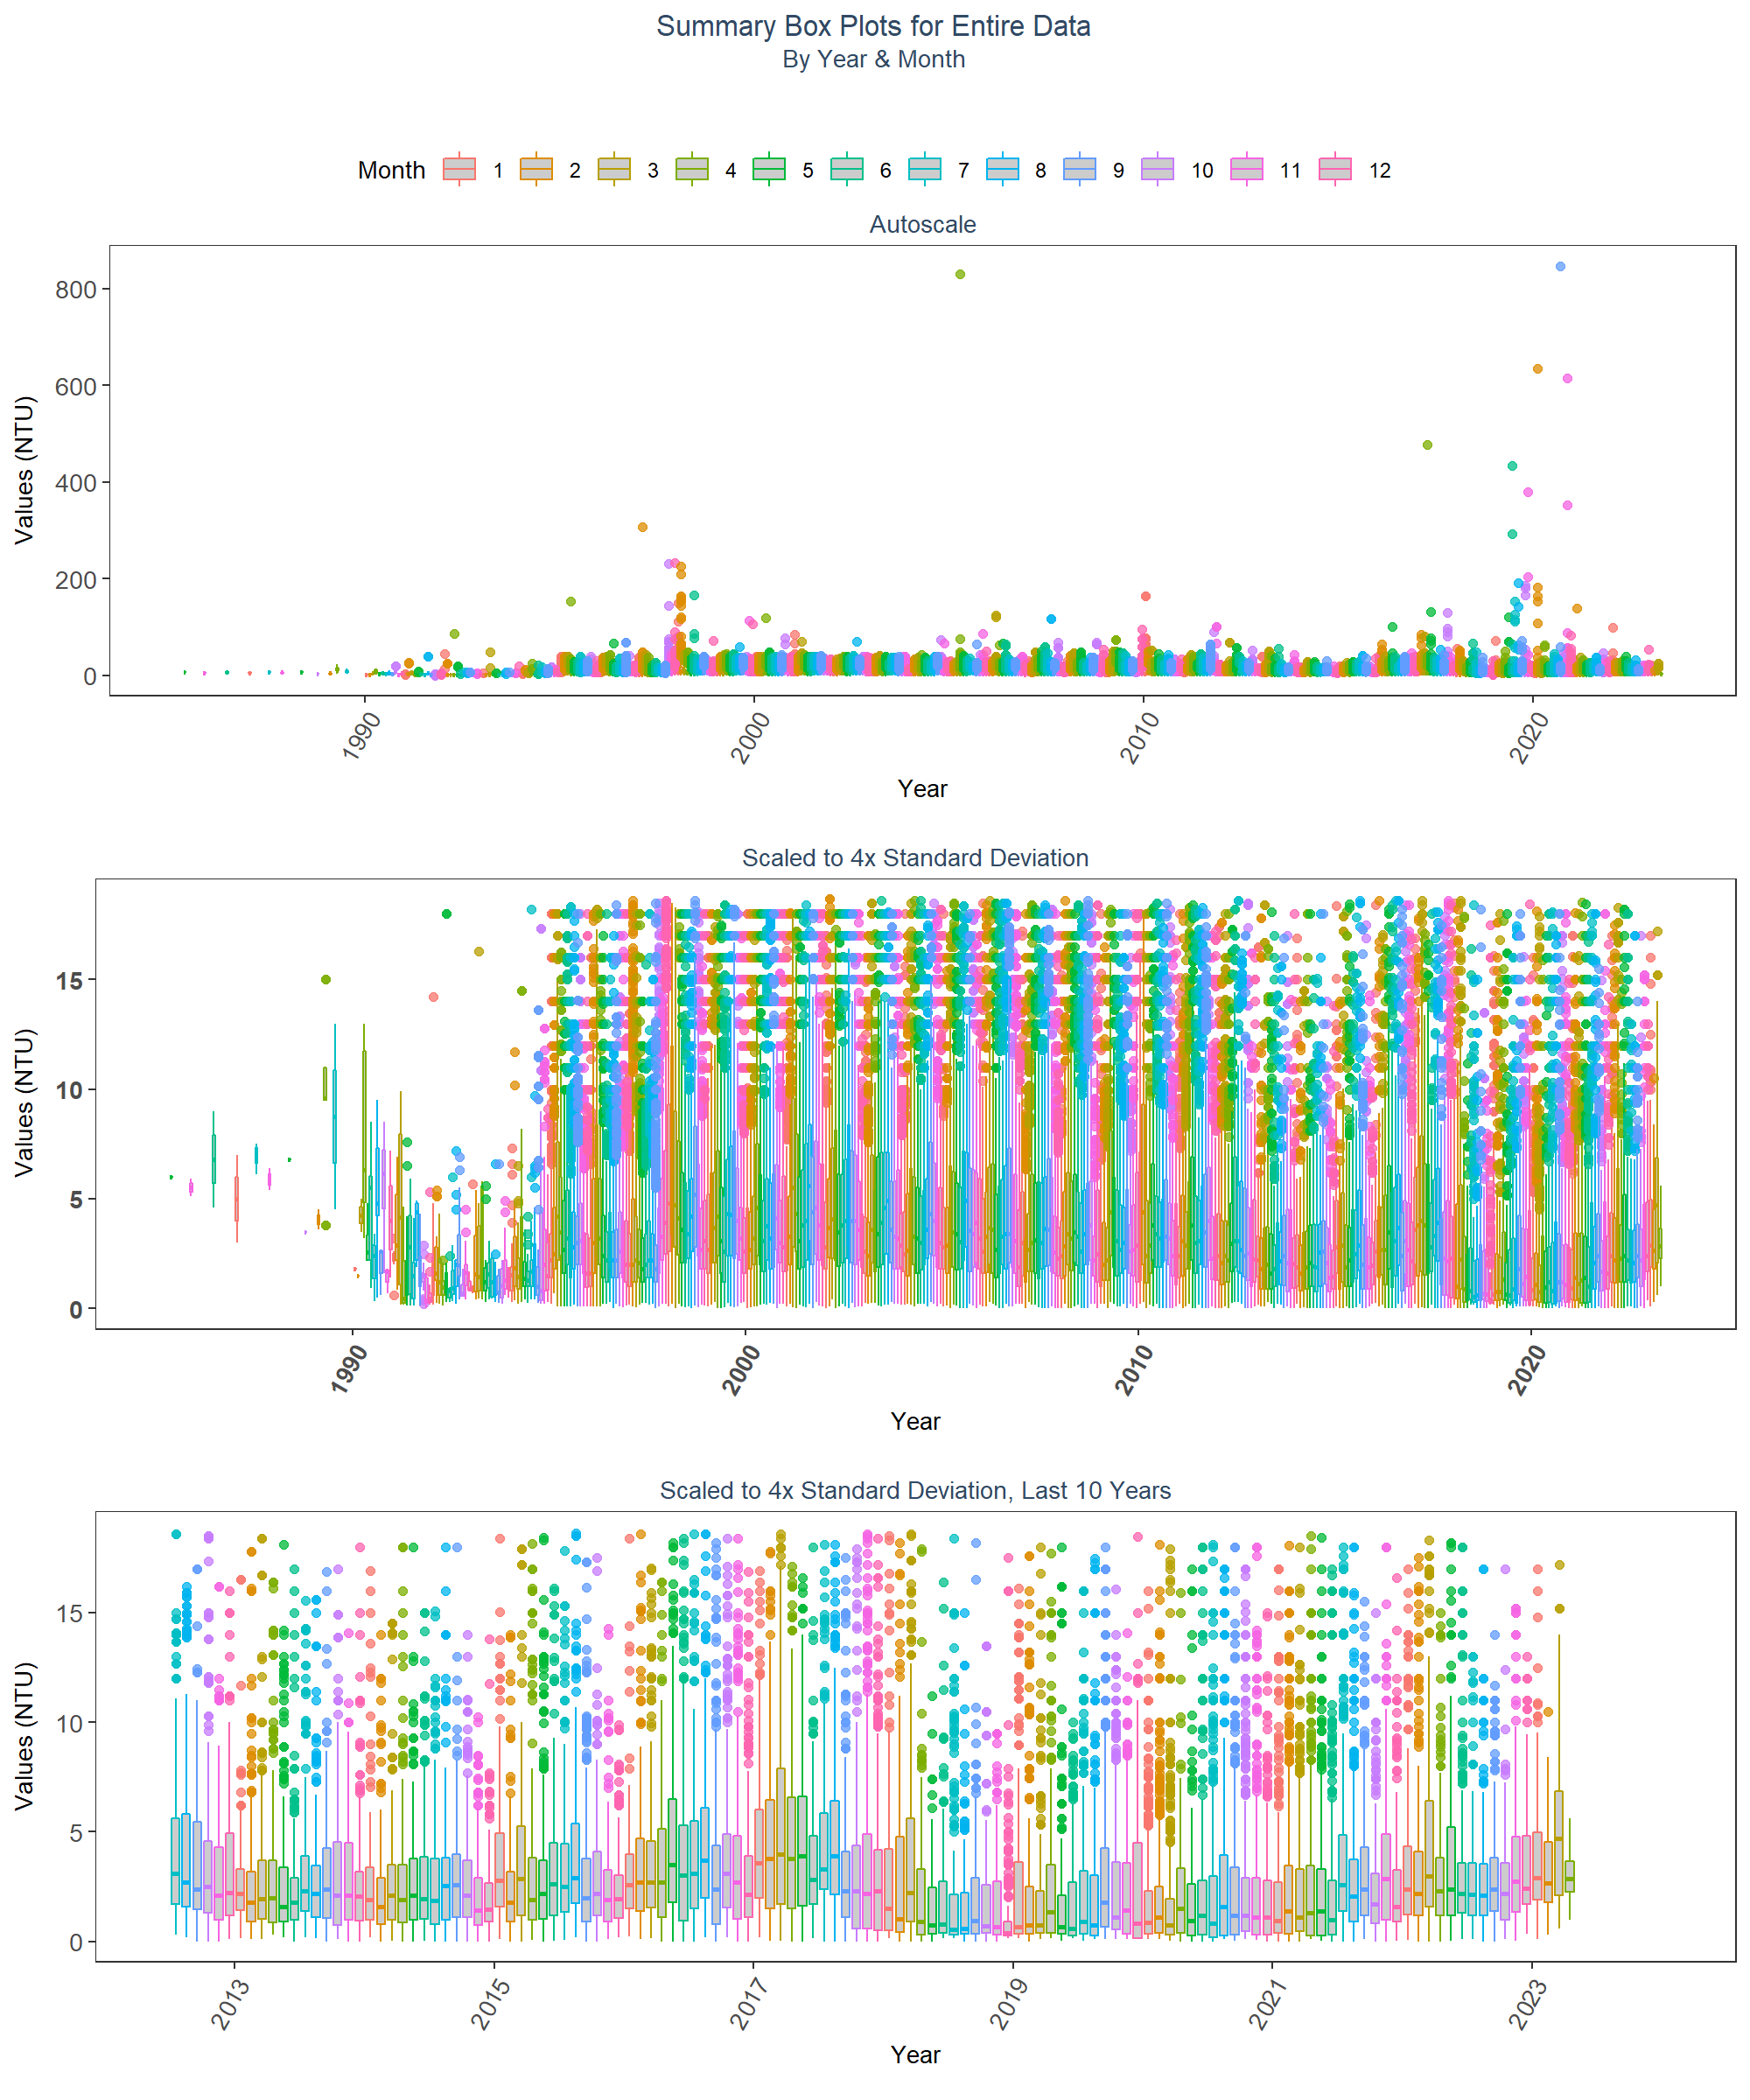 Summary Box Plots for Entire Data
By Year & Month
Month 1 2 3 4 5 6 7 8 9 10 11 12
Autoscale
Values (NTU)
800
600
400
200
0
1990 2000 2010 2020
Year
Scaled to 4x Standard Deviation
Values (NTU)
15
10
5
0
1990 2000 2010 2020
Year
Scaled to 4x Standard Deviation, Last 10 Years
Values (NTU)
15
10
5
0
2013 2015 2017 2019 2021 2023
Year